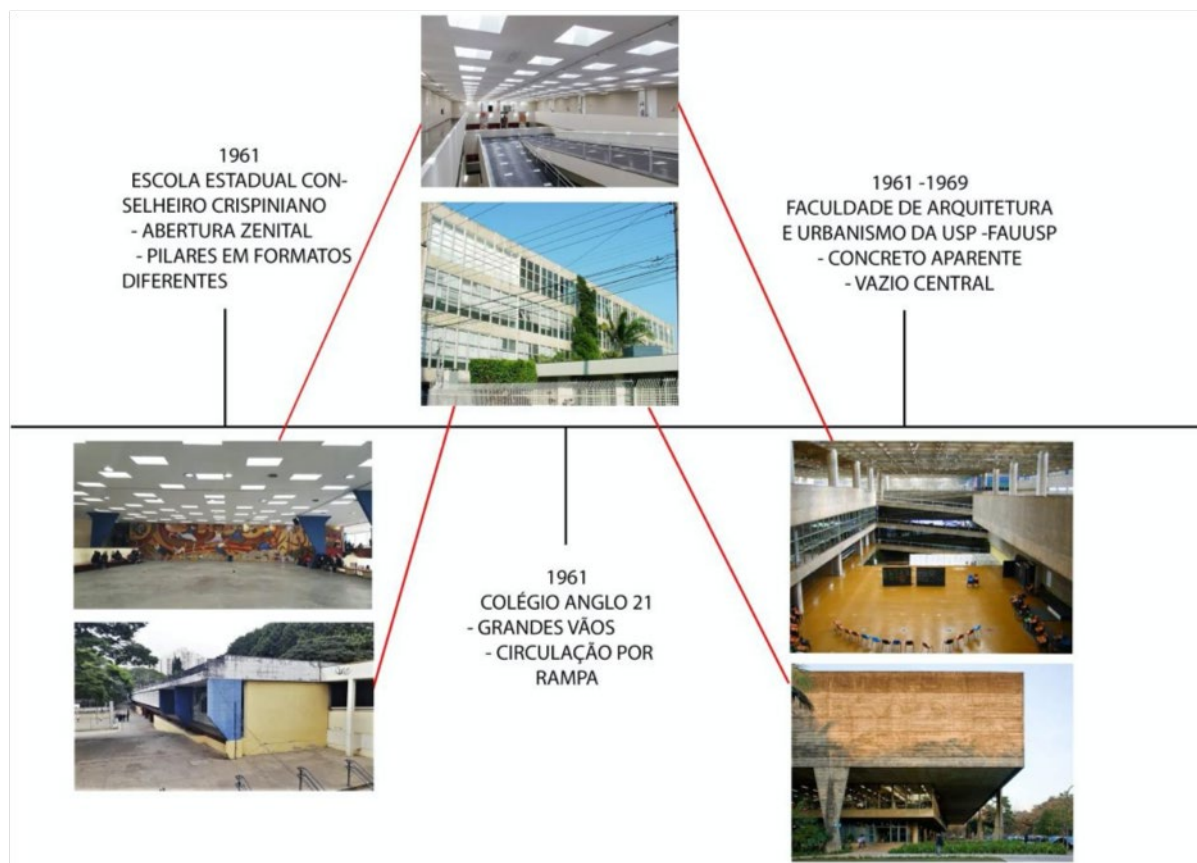 1961
ESCOLA ESTADUAL CON-
SELHEIRO CRISPINIANO
- ABERTURA ZENITAL
- PILARES EM FORMATOS
DIFERENTES
1961
COLÉGIO ANGLO 21
- GRANDES VÃOS
- CIRCULAÇÃO POR
RAMPA
1961 -1969
FACULDADE DE ARQUITETURA
E URBANISMO DA USP -FAUUSP
- CONCRETO APARENTE
- VAZIO CENTRAL